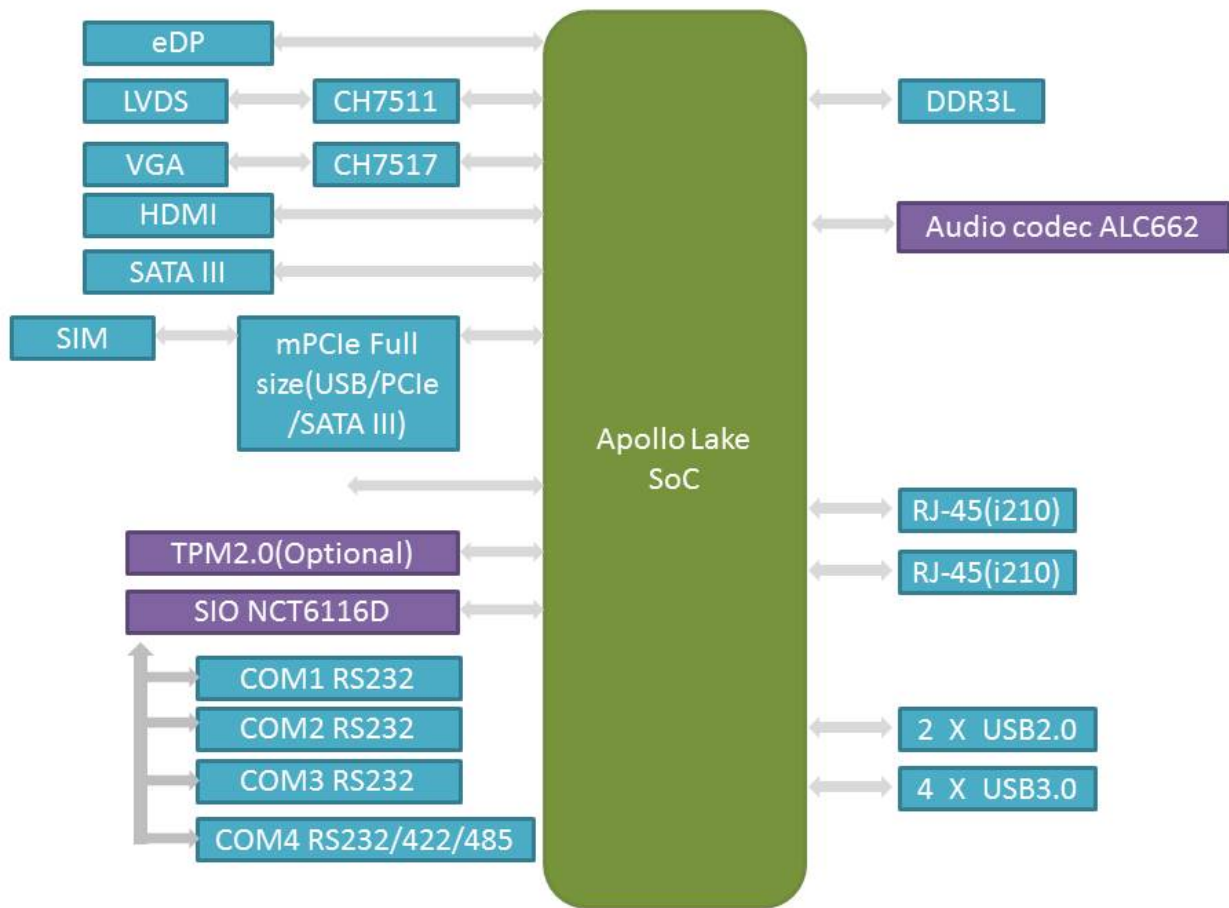 eDP
LVDS
CH7511
VGA
CH7517
HDMI
SATA III
SIM
mPCIe Full
size(USB/PCIe
/SATA III)
TPM2.0(Optional)
SIO NCT6116D
COM1 RS232
COM2 RS232
COM3 RS232
COM4 RS232/422/485
Apollo Lake
SoC
DDR3L
Audio codec ALC662
RJ-45(i210)
RJ-45(i210)
2 X USB2.0
4 X USB3.0